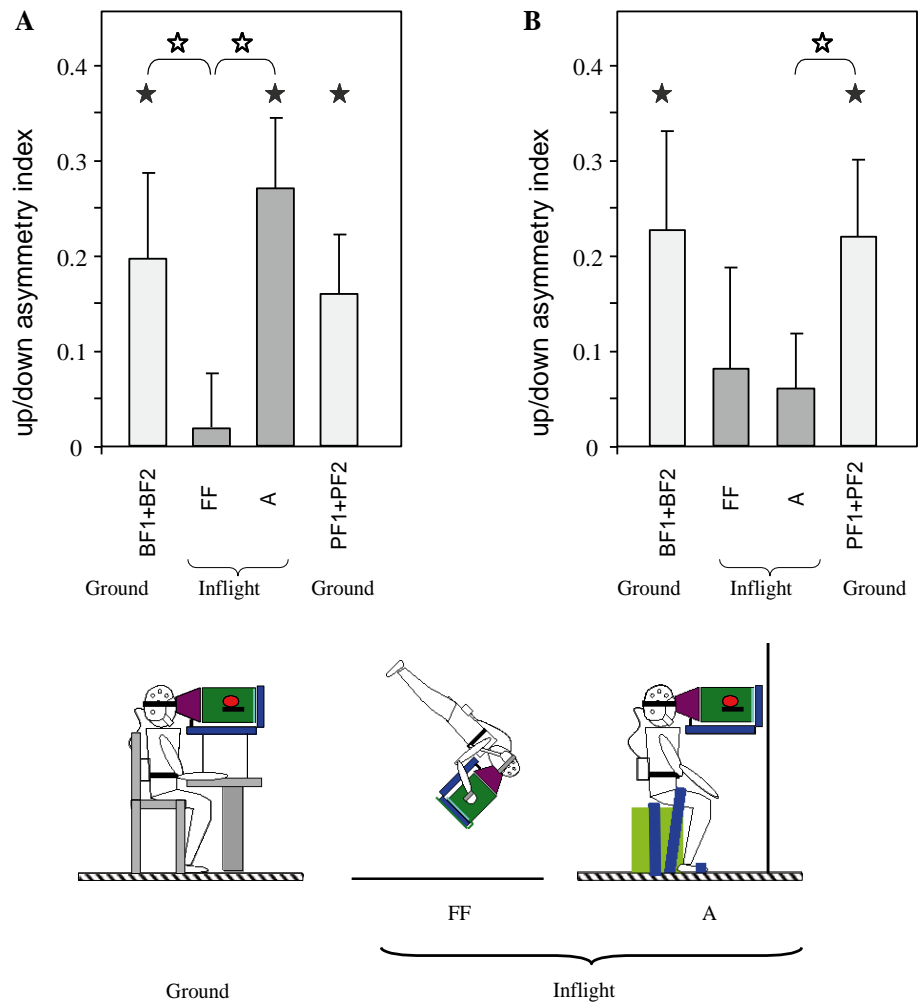 A
up/down asymmetry index
0.4
0.3
0.2
0.1
0
BF1+BF2
FF
A
PF1+PF2
Ground
Inflight
Ground
B
up/down asymmetry index
0.4
0.3
0.2
0.1
0
BF1+BF2
FF
A
PF1+PF2
Ground
Inflight
Ground
FF
A
Ground
Inflight